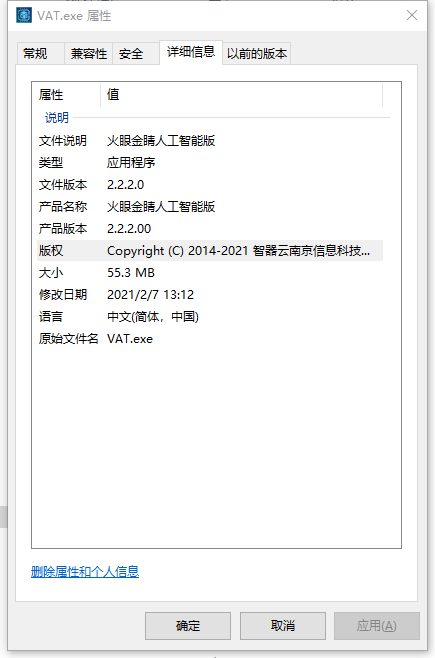 VAT.exe 属性
常规 兼容性 安全 详细信息 以前的版本
属性 值
说明
文件说明 火眼金睛人工智能版
类型 应用程序
文件版本 2.2.2.0
产品名称 火眼金睛人工智能版
产品版本 2.2.2.00
版权 Copyright (C) 2014-2021 智器云南京信息科技...
大小 55.3 MB
修改日期 2021/2/7 13:12
语言 中文(简体，中国)
原始文件名 VAT.exe
删除属性和个人信息
确定 取消 应用(A)